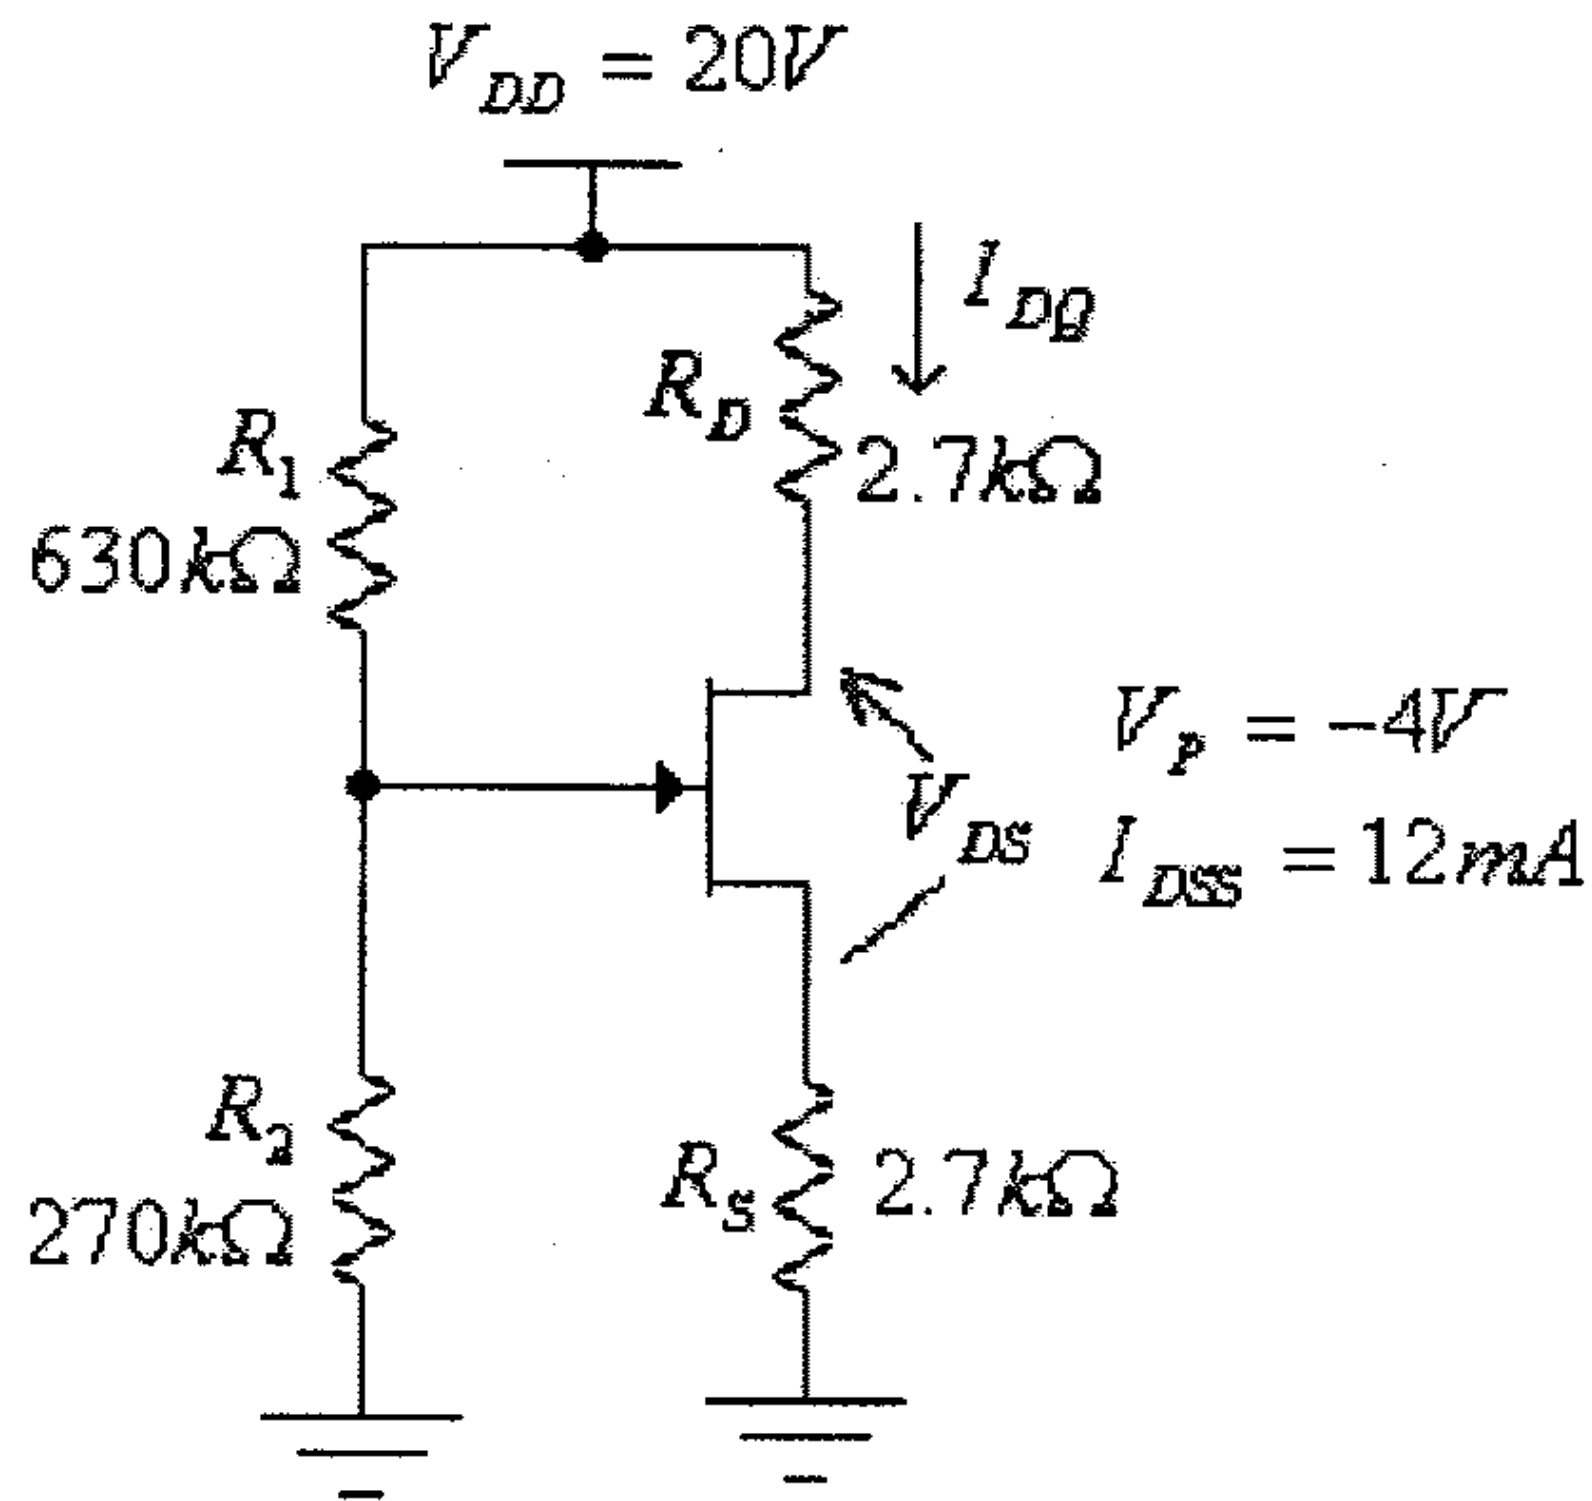 V_DD = 20V
I_DQ
R_D
2.7kΩ
R_1
630kΩ
V_DS
V_P = -4V
I_DSS = 12mA
R_2
270kΩ
R_S
2.7kΩ